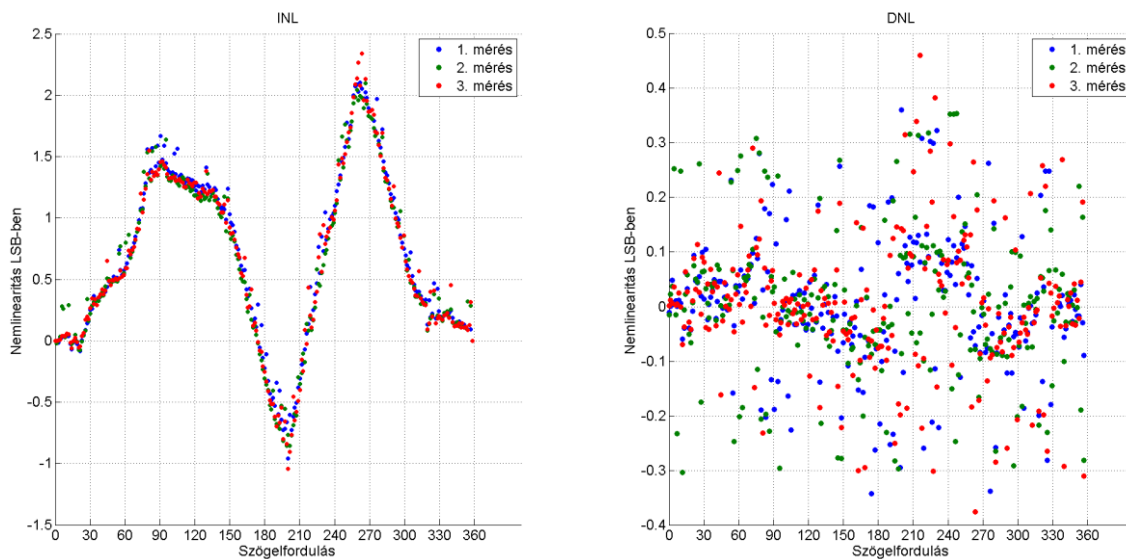 INL
Nemlinearitás LSB-ben
2.5
2
1.5
1
0.5
0
-0.5
-1
-1.5
0 30 60 90 120 150 180 210 240 270 300 330 360
Szögelfordulás
1. mérés
2. mérés
3. mérés
DNL
Nemlinearitás LSB-ben
0.5
0.4
0.3
0.2
0.1
0
-0.1
-0.2
-0.3
-0.4
0 30 60 90 120 150 180 210 240 270 300 330 360
Szögelfordulás
1. mérés
2. mérés
3. mérés